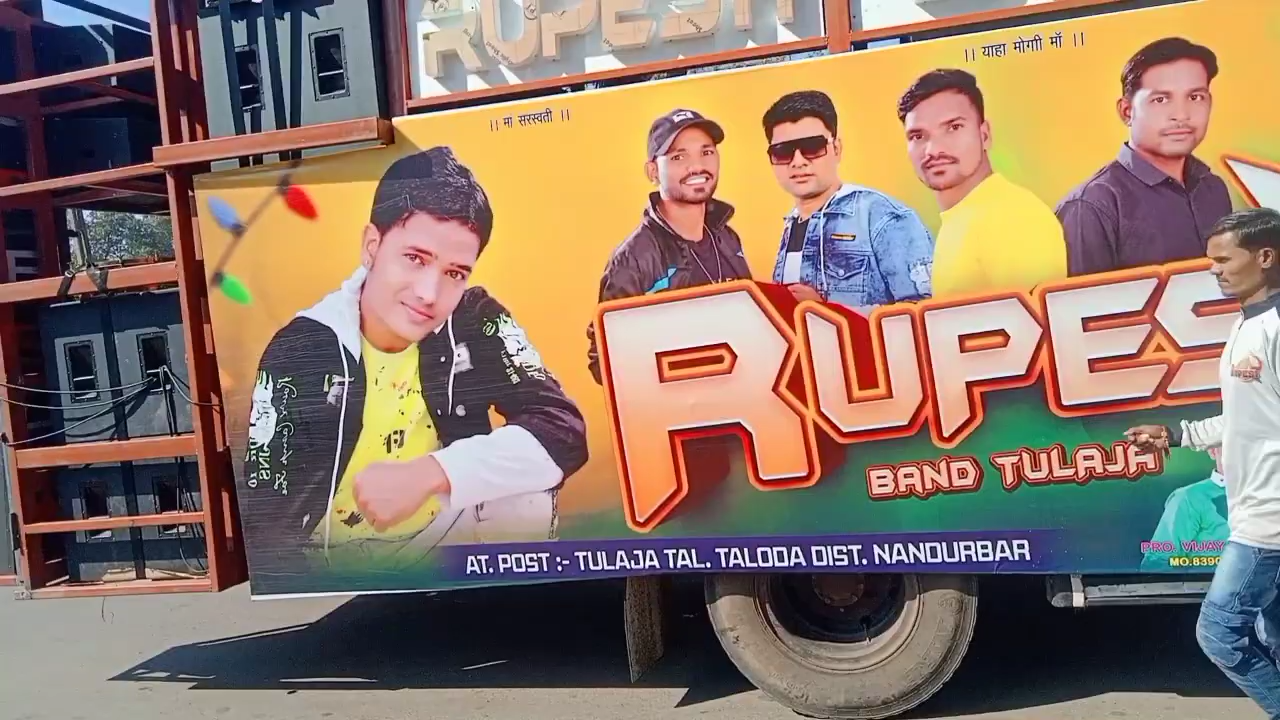 RUPESH
|| याहा मोगी माँ ||
|| मा सरस्वती ||
RUPES
BAND TULAJA
AT. POST :- TULAJA TAL. TALODA DIST. NANDURBAR
PRO. VIJAY
MO.8390